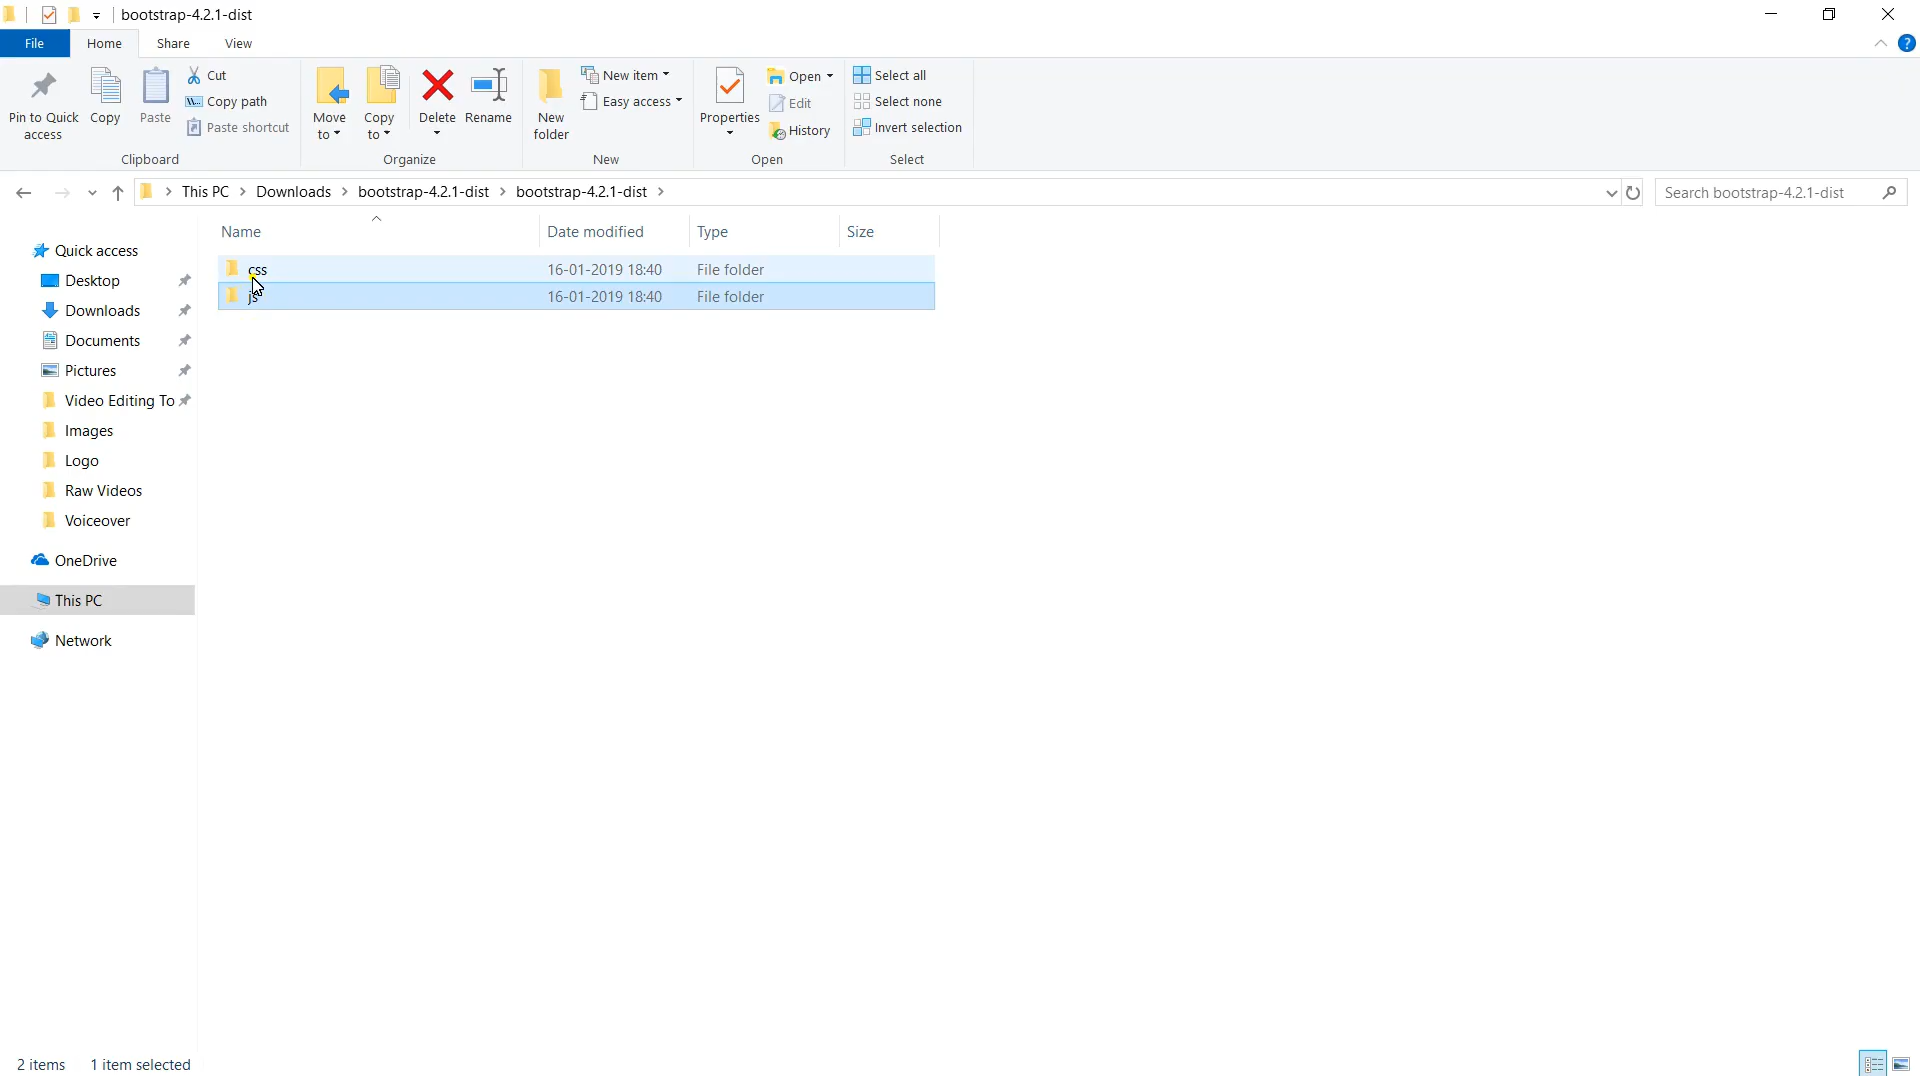 bootstrap-4.2.1-dist
File Home Share View
Pin to Quick access
Copy
Paste
Cut
Copy path
Paste shortcut
Clipboard
Move to
Copy to
Delete
Rename
Organize
New folder
New item
Easy access
New
Properties
Open
Edit
History
Open
Select all
Select none
Invert selection
Select
This PC > Downloads > bootstrap-4.2.1-dist > bootstrap-4.2.1-dist >
Search bootstrap-4.2.1-dist
Name Date modified Type Size
css 16-01-2019 18:40 File folder
js 16-01-2019 18:40 File folder
Quick access
Desktop
Downloads
Documents
Pictures
Video Editing To
Images
Logo
Raw Videos
Voiceover
OneDrive
This PC
Network
2 items 1 item selected